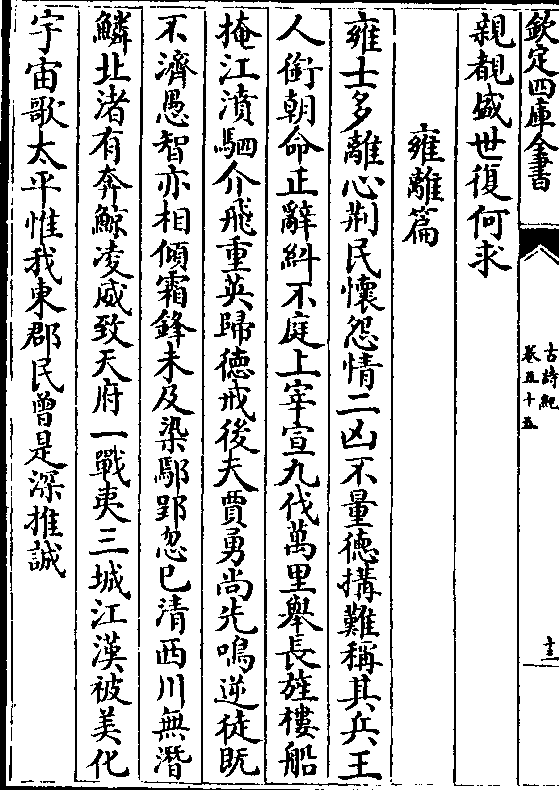 欽定四庫全書
古詩紀
卷五十五
十三
親覩盛世復何求
雍離篇
雍士多離心荆民懷怨情二凶不量徳搆難稱其兵王
人銜朝命正辭糾不庭上宰宣九伐萬里舉長旌樓船
掩江濆駟介飛重英歸徳戒後夫賈勇尚先鳴逆徒既
不濟愚智亦相傾霜鋒未及染鄢郢忽已清西川無潛
鱗北渚有奔鯨凌威致天府一戰夷三城江漢被美化
宇宙歌太平惟我東郡民曾是深推誠